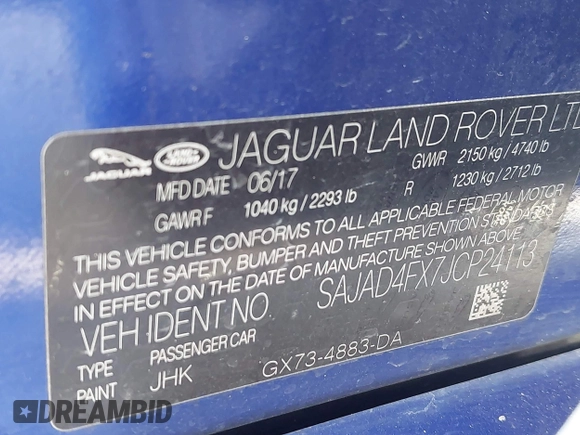 JAGUAR LAND ROVER JAGUAR LAND ROVER LTD
MFD DATE 06/17 GVWR 2150 kg / 4740 lb
GAWR F 1040 kg / 2293 lb R 1230 kg / 2712 lb
THIS VEHICLE CONFORMS TO ALL APPLICABLE FEDERAL MOTOR
VEHICLE SAFETY, BUMPER AND THEFT PREVENTION STANDARDS
IN EFFECT ON THE DATE OF MANUFACTURE SHOWN ABOVE.
VEH IDENT NO SAJAD4FX7JCP24113
TYPE PASSENGER CAR
PAINT JHK GX73-4883-DA
DREAMBID